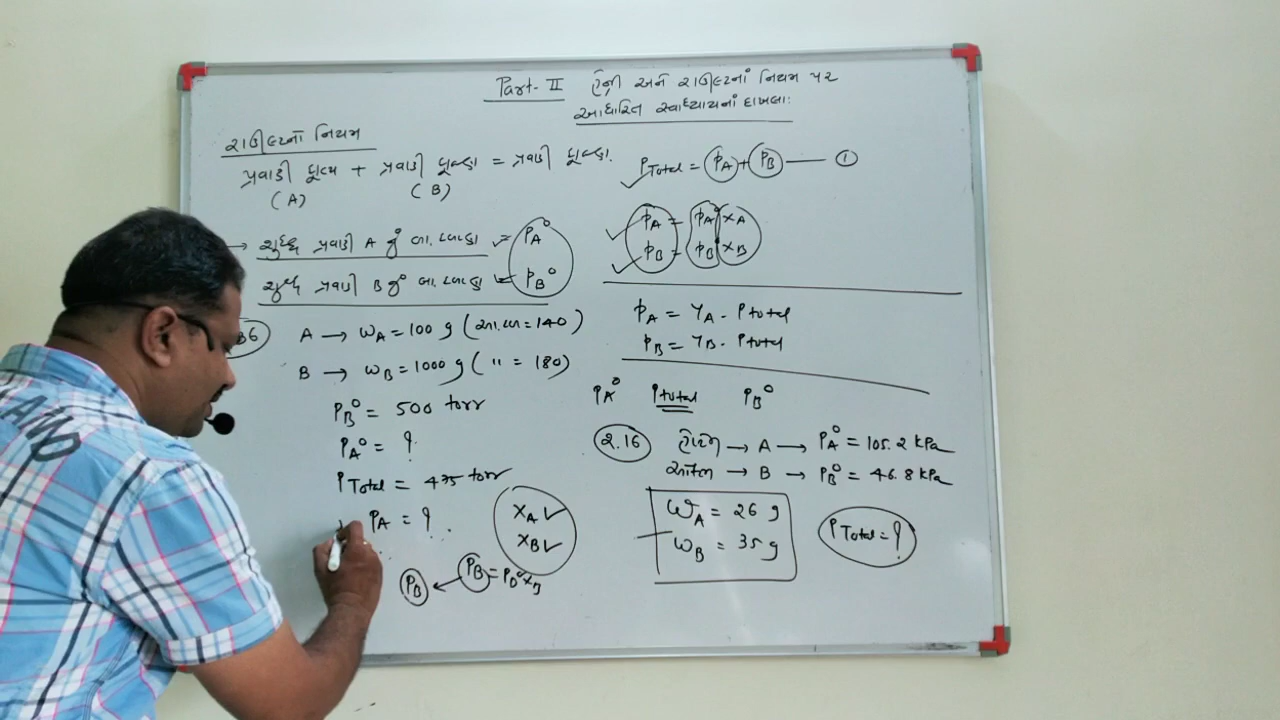 Part-II હેન્રી અને રાઉલ્ટનાં નિયમ પર
આધારિત સ્વાધ્યાયનાં દાખલા:
રાઉલ્ટનો નિયમ
પ્રવાહી દ્રાવ્ય + પ્રવાહી દ્રાવક = પ્રવાહી દ્રાવણ.
(A) (B)
→ શુદ્ધ પ્રવાહી A નું બા.દબાણ = PA°
શુદ્ધ પ્રવાહી B નું બા.દબાણ = PB°
36 A → WA = 100 g (આ.દળ = 140)
B → WB = 1000 g ( " = 180)
PB° = 500 torr
PA° = ?
PTotal = 475 torr
PA = ?
xA ✓
xB ✓
PB ← PB = PB° xB
PTotal = PA + PB — ①
✓ PA = PA° xA
✓ PB = PB° xB
PA = YA . Ptotal
PB = YB . Ptotal
PA° Ptotal PB°
2.16 હેપ્ટેન → A → PA° = 105.2 kPa
ઓક્ટેન → B → PB° = 46.8 kPa
WA = 26 g
WB = 35 g
PTotal = ?